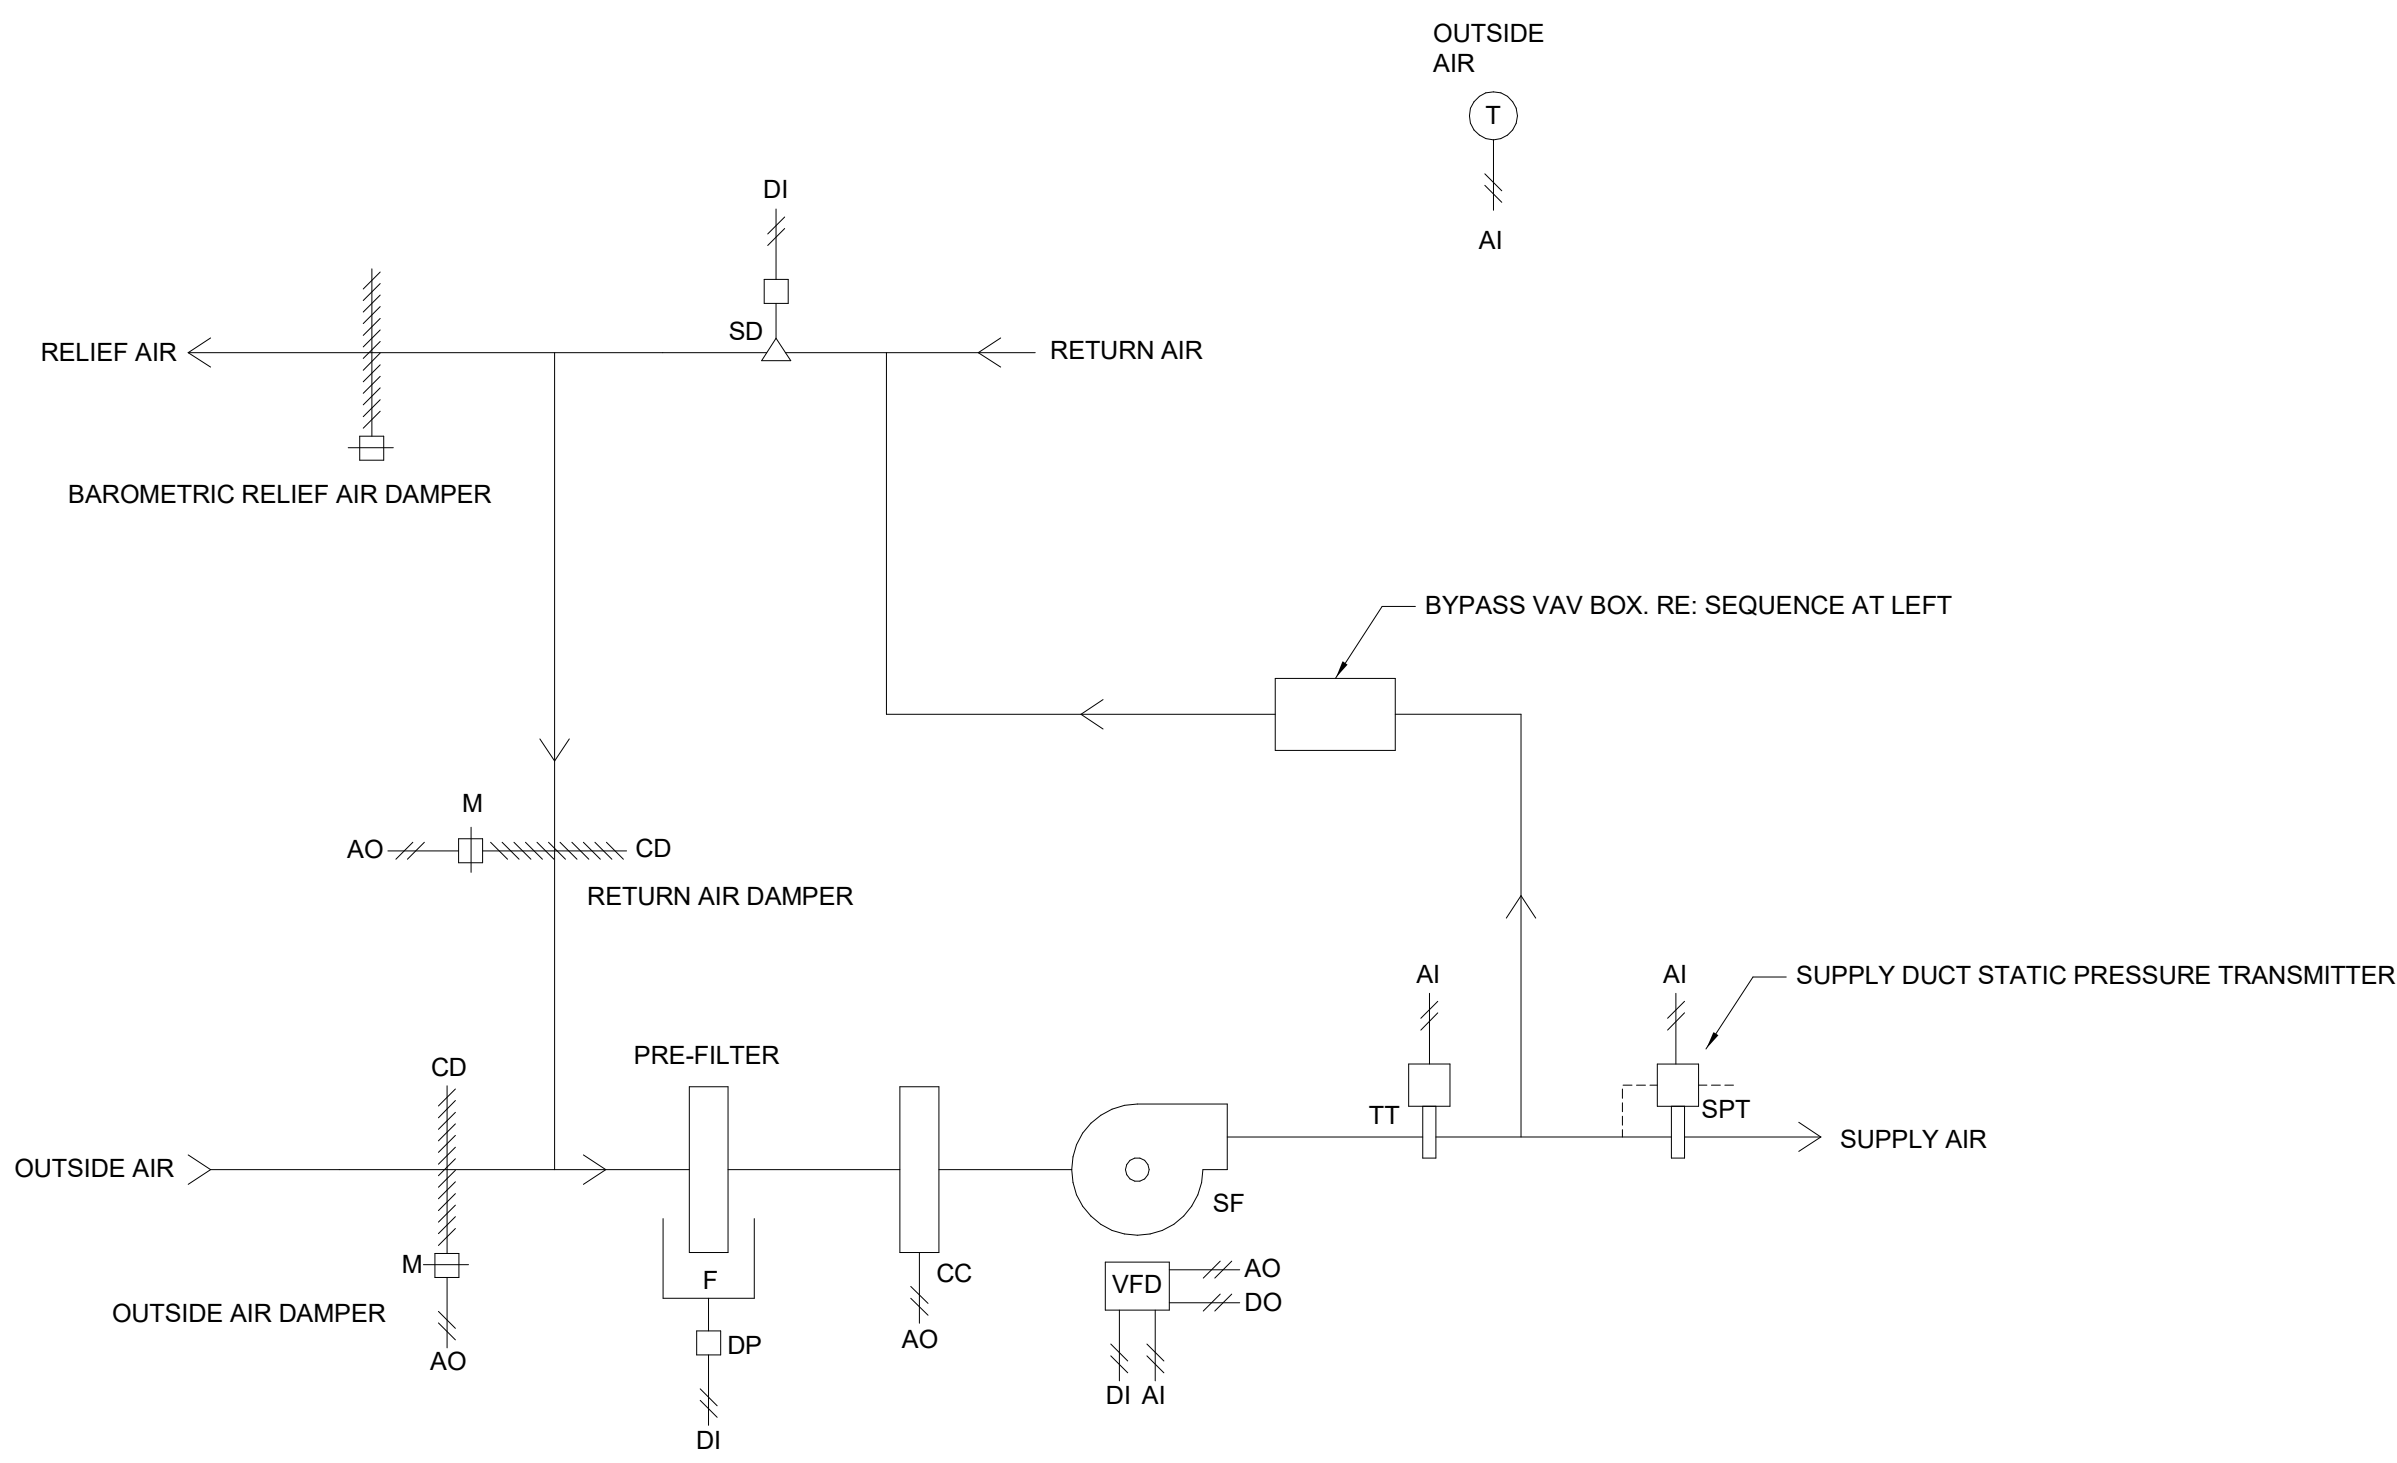 OUTSIDE
AIR
T
AI
DI
SD
RELIEF AIR
RETURN AIR
BAROMETRIC RELIEF AIR DAMPER
BYPASS VAV BOX. RE: SEQUENCE AT LEFT
M
AO
CD
RETURN AIR DAMPER
AI
AI
SUPPLY DUCT STATIC PRESSURE TRANSMITTER
PRE-FILTER
CD
TT
SPT
SUPPLY AIR
OUTSIDE AIR
SF
M
F
CC
VFD
AO
DO
OUTSIDE AIR DAMPER
AO
DP
AO
DI
AI
DI